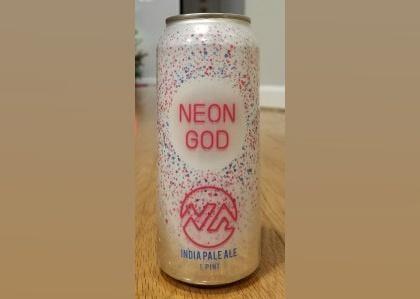 NEON
GOD
INDIA PALE ALE
1 PINT